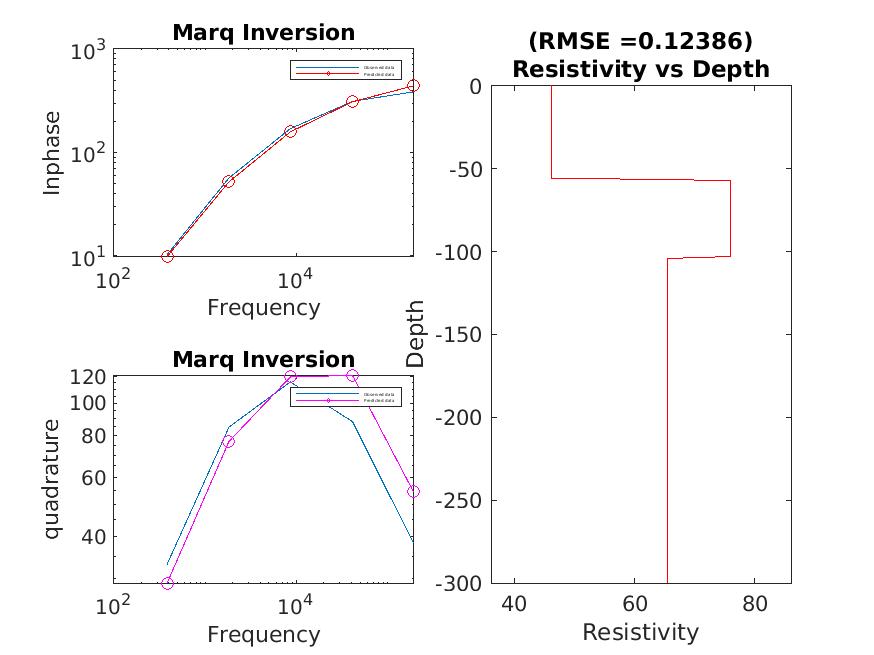 Marq Inversion
10^3
10^2
10^1
Inphase
Observed data
Predicted data
10^2
10^4
Frequency
Marq Inversion
120
100
80
60
40
quadrature
Observed data
Predicted data
10^2
10^4
Frequency
(RMSE =0.12386)
Resistivity vs Depth
0
-50
-100
-150
-200
-250
-300
Depth
40
60
80
Resistivity